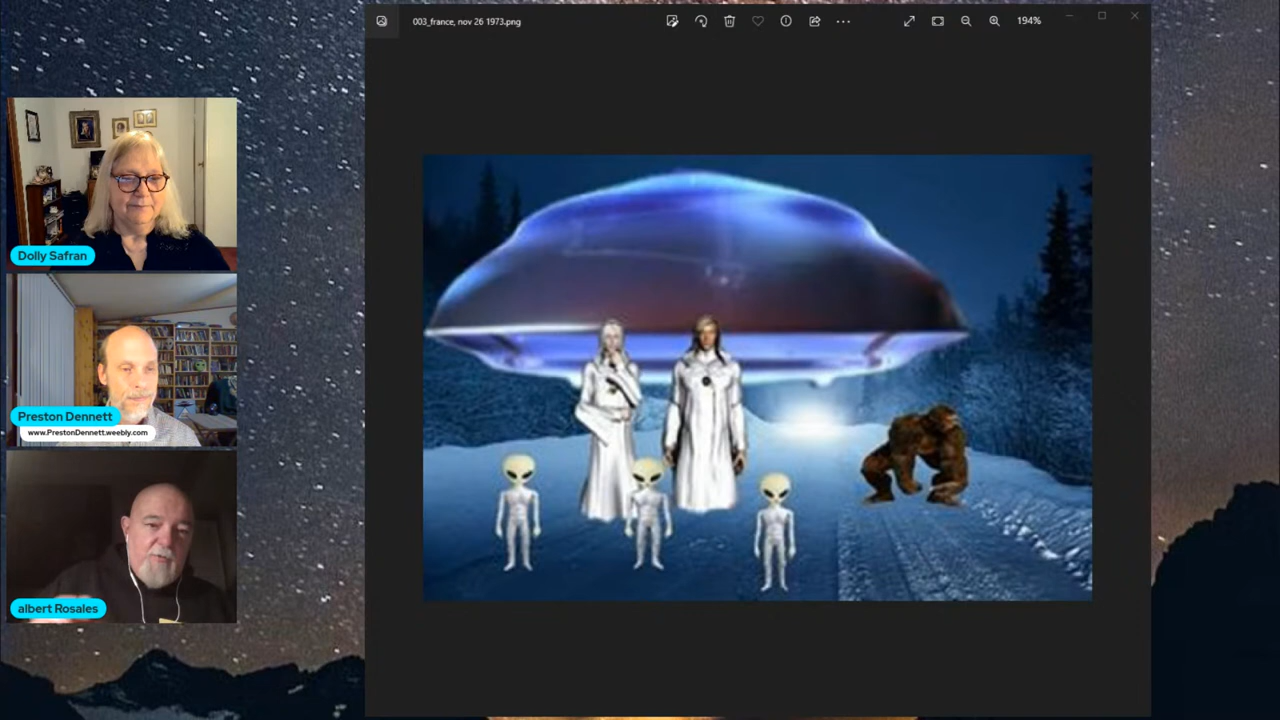 003_france, nov 26 1973.png
194%
Dolly Safran
Preston Dennett
www.PrestonDennett.weebly.com
albert Rosales